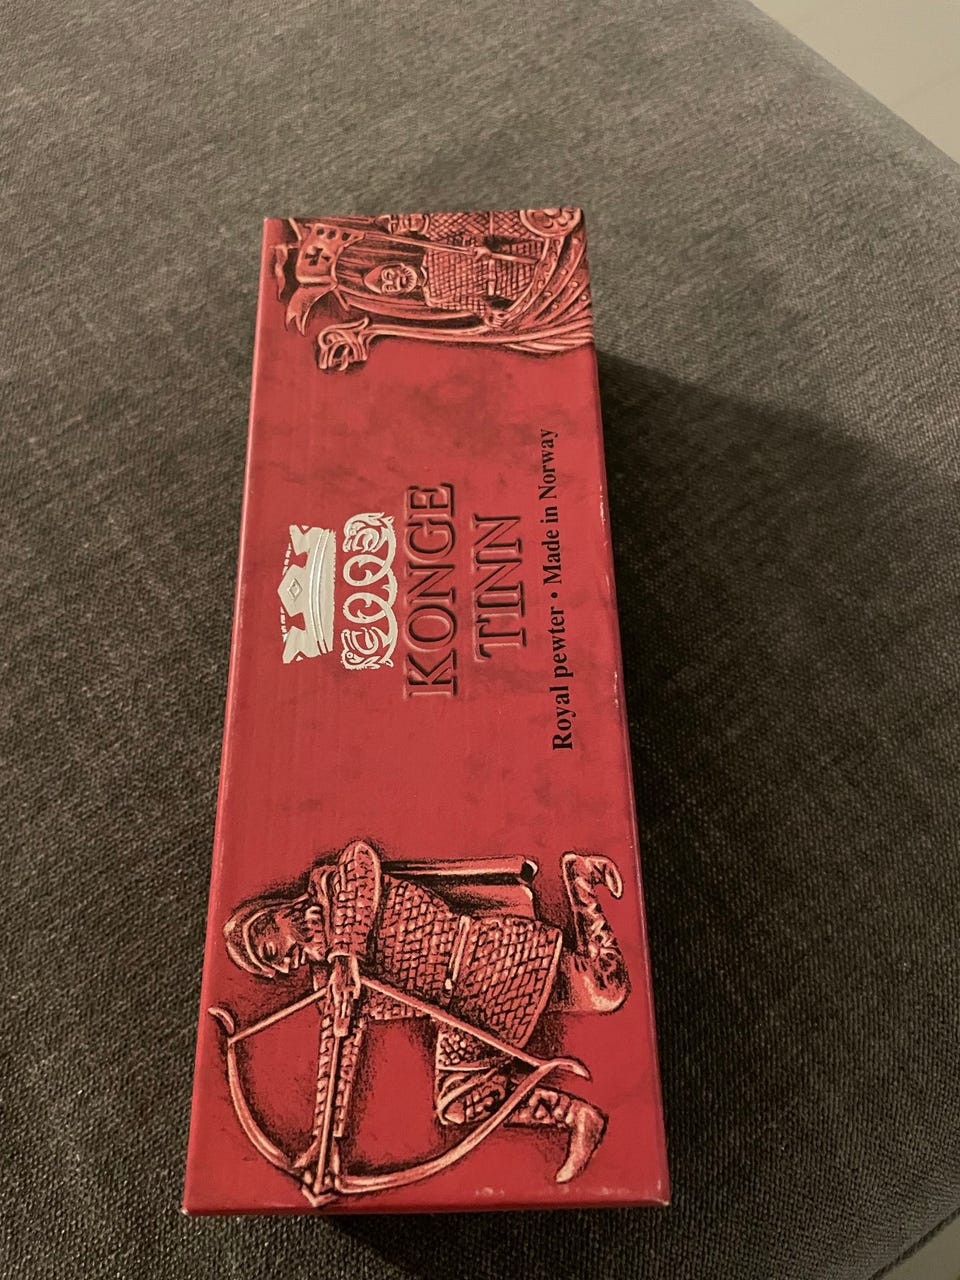 KONGE
TINN
Royal pewter • Made in Norway